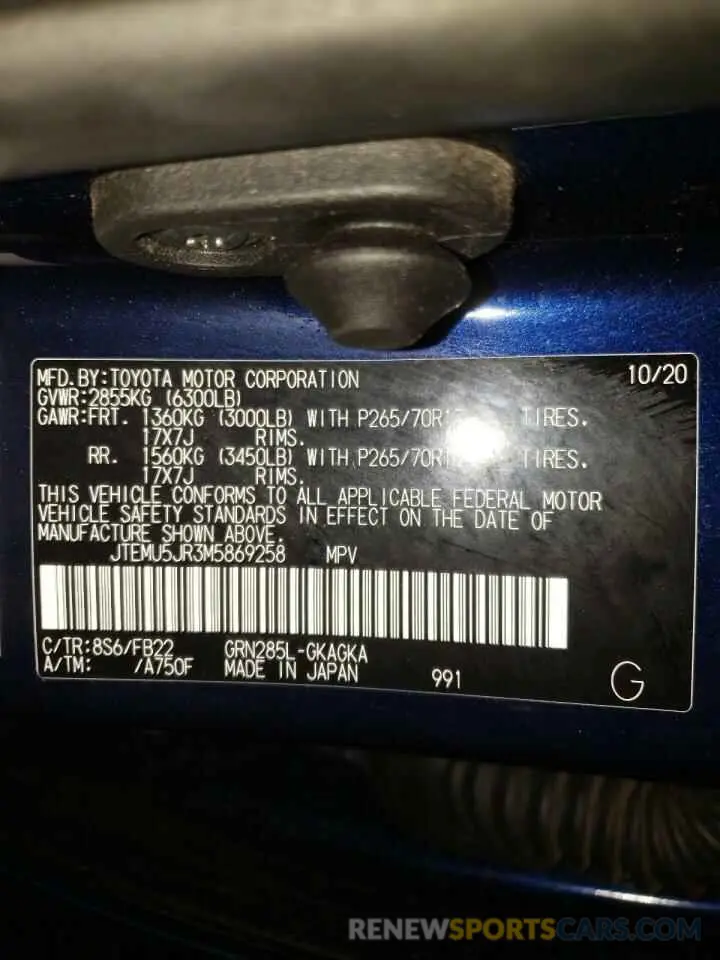 MFD.BY:TOYOTA MOTOR CORPORATION 10/20
GVWR:2855KG (6300LB)
GAWR:FRT. 1360KG (3000LB) WITH P265/70R17 TIRES.
17X7J RIMS.
RR. 1560KG (3450LB) WITH P265/70R17 TIRES.
17X7J RIMS.
THIS VEHICLE CONFORMS TO ALL APPLICABLE FEDERAL MOTOR
VEHICLE SAFETY STANDARDS IN EFFECT ON THE DATE OF
MANUFACTURE SHOWN ABOVE.
JTEMU5JR3M5869258 MPV
C/TR:8S6/FB22 GRN285L-GKAGKA
A/TM: /A750F MADE IN JAPAN 991 G
RENEWSPORTSCARS.COM